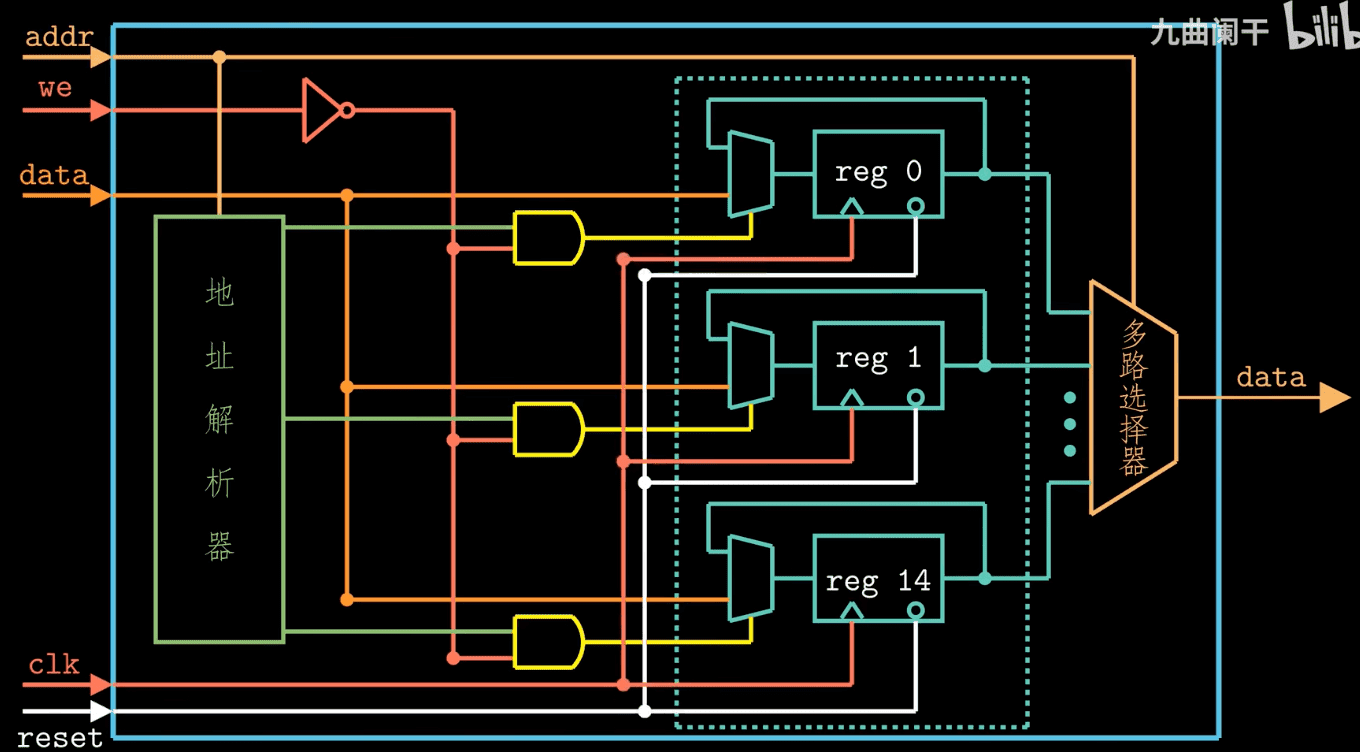 addr
九曲阑干 bilib
we
data
reg 0
地
址
解
析
器
reg 1
多
路
选
择
器
data
reg 14
clk
reset